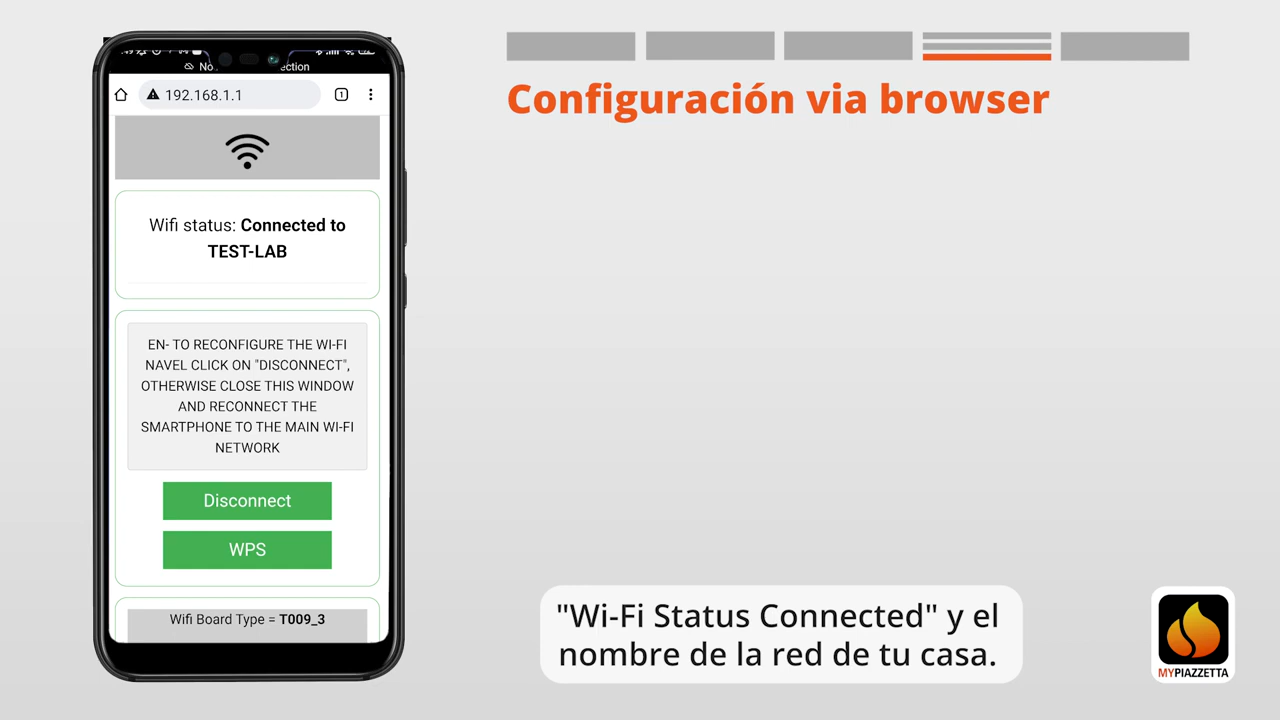 Configuración via browser
192.168.1.1
1
Wifi status: Connected to
TEST-LAB
EN- TO RECONFIGURE THE WI-FI
NAVEL CLICK ON "DISCONNECT",
OTHERWISE CLOSE THIS WINDOW
AND RECONNECT THE
SMARTPHONE TO THE MAIN WI-FI
NETWORK
Disconnect
WPS
Wifi Board Type = T009_3
"Wi-Fi Status Connected" y el
nombre de la red de tu casa.
MYPIAZZETTA